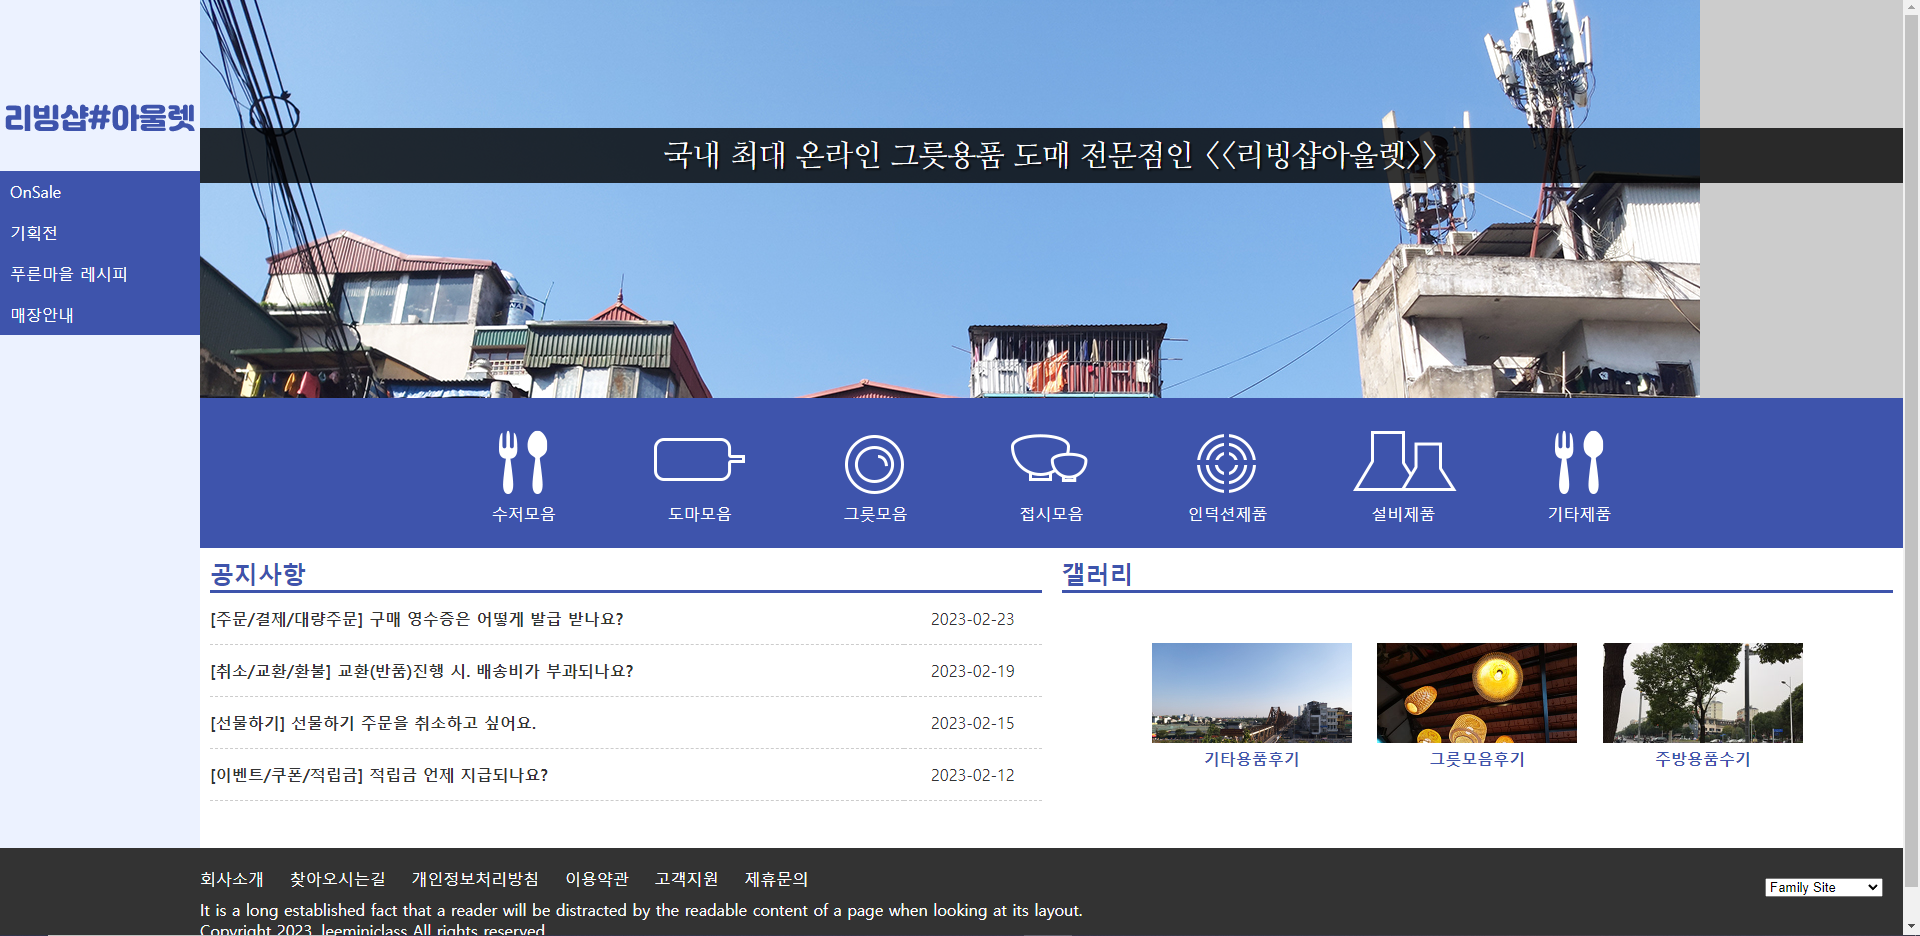 리빙샵#아울렛
OnSale
기획전
푸른마을 레시피
매장안내
국내 최대 온라인 그릇용품 도매 전문점인 <<리빙샵아울렛>>
수저모음
도마모음
그릇모음
접시모음
인덕션제품
설비제품
기타제품
공지사항
[주문/결제/대량주문] 구매 영수증은 어떻게 발급 받나요? 2023-02-23
[취소/교환/환불] 교환(반품)진행 시. 배송비가 부과되나요? 2023-02-19
[선물하기] 선물하기 주문을 취소하고 싶어요. 2023-02-15
[이벤트/쿠폰/적립금] 적립금 언제 지급되나요? 2023-02-12
갤러리
기타용품후기
그릇모음후기
주방용품수기
회사소개 찾아오시는길 개인정보처리방침 이용약관 고객지원 제휴문의
It is a long established fact that a reader will be distracted by the readable content of a page when looking at its layout.
Copyright 2023. leeminiclass All rights reserved
Family Site